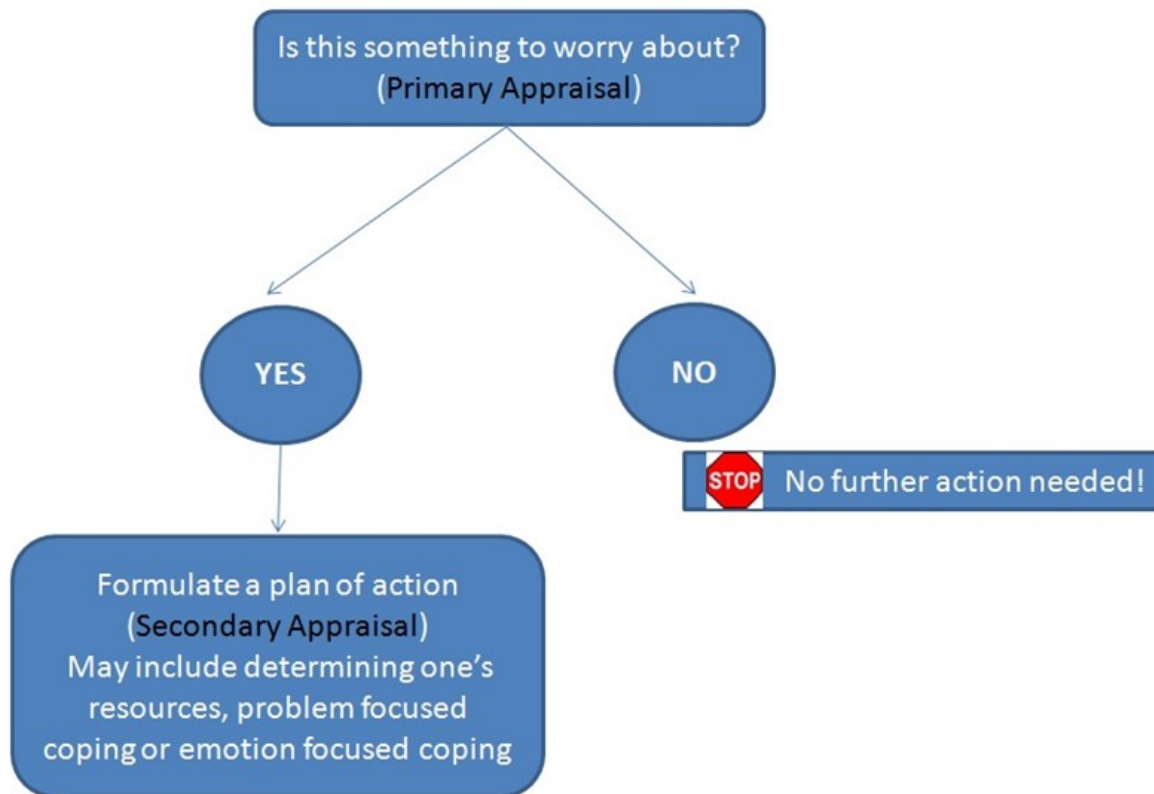 Is this something to worry about?
(Primary Appraisal)
YES
NO
STOP
No further action needed!
Formulate a plan of action
(Secondary Appraisal)
May include determining one's
resources, problem focused
coping or emotion focused coping